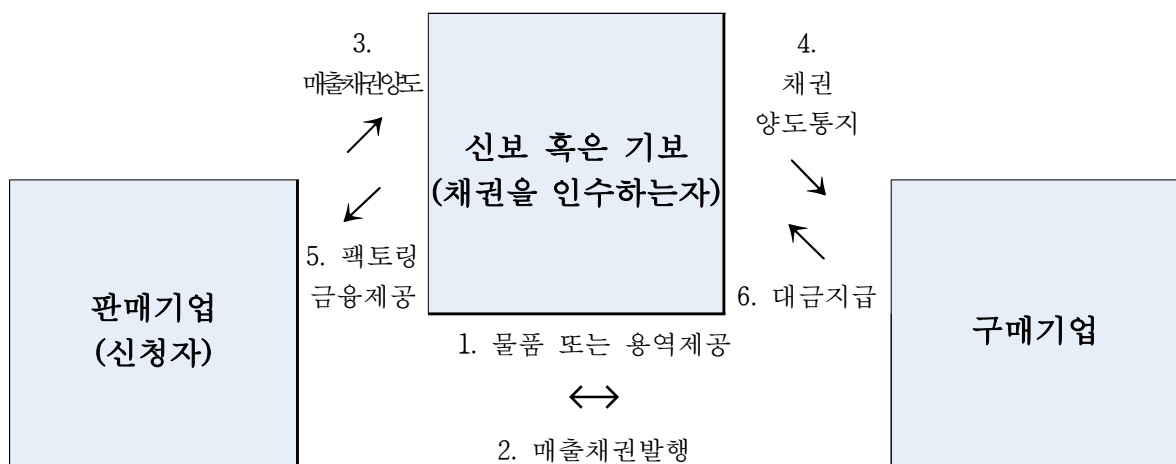 3.
매출채권양도
4.
채권
양도통지
신보 혹은 기보
(채권을 인수하는자)
5. 팩토링
금융제공
6. 대금지급
판매기업
(신청자)
구매기업
1. 물품 또는 용역제공
2. 매출채권발행